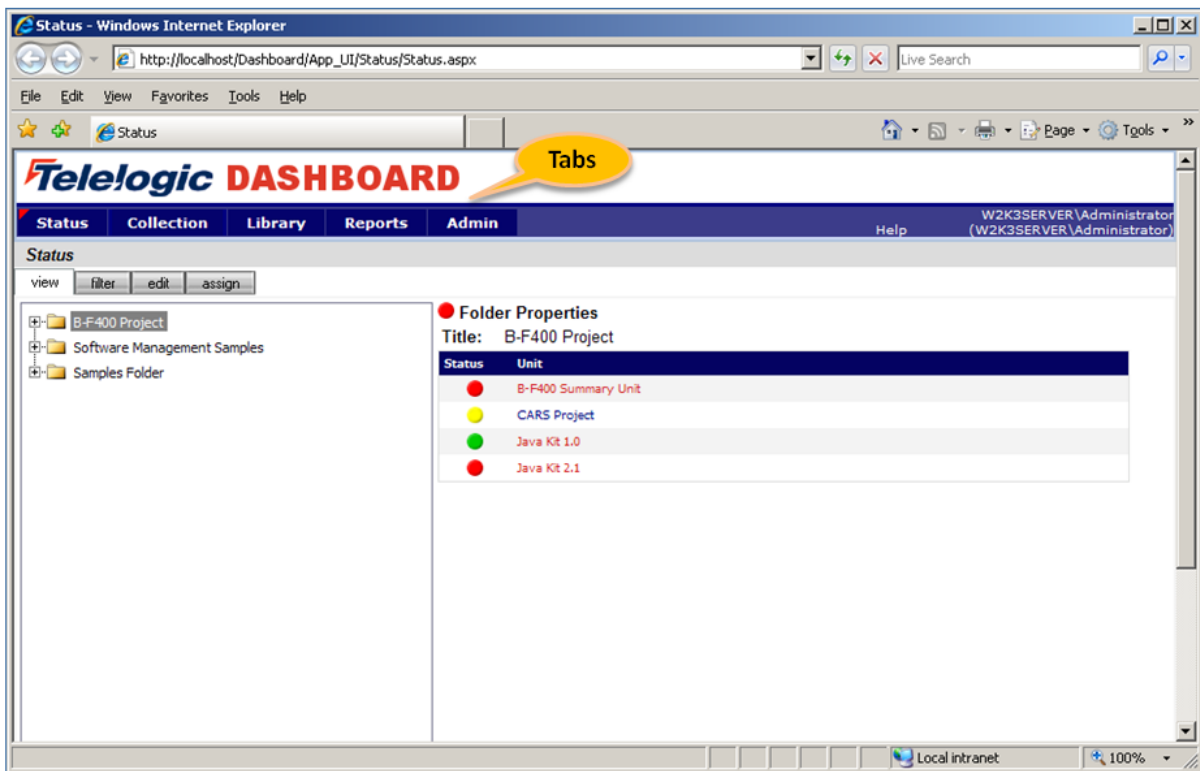 Status - Windows Internet Explorer
http://localhost/Dashboard/App_UI/Status/Status.aspx
Live Search
File Edit View Favorites Tools Help
Status
Page
Tools
»
Tabs
Telelogic DASHBOARD
Status Collection Library Reports Admin
Help
W2K3SERVER\Administrator
(W2K3SERVER\Administrator)
Status
view filter edit assign
B-F400 Project
Software Management Samples
Samples Folder
Folder Properties
Title: B-F400 Project
Status Unit
B-F400 Summary Unit
CARS Project
Java Kit 1.0
Java Kit 2.1
Local intranet
100%